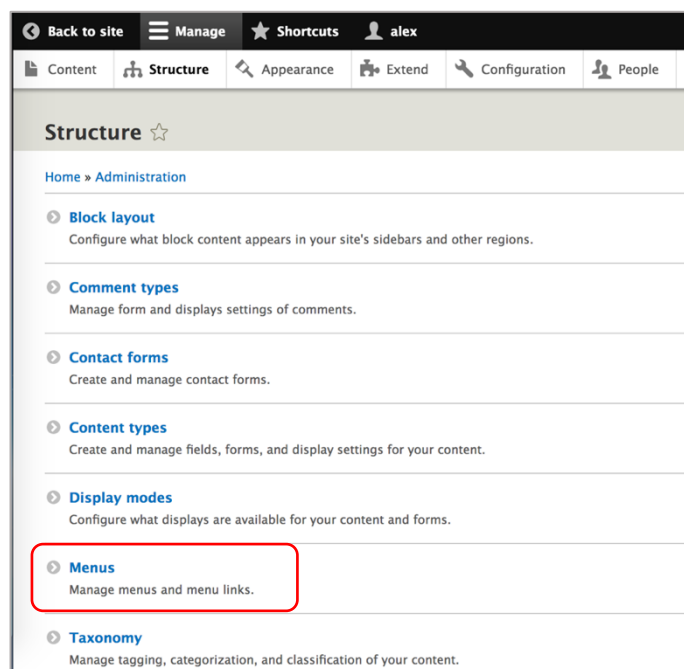 Back to site Manage Shortcuts alex
Content Structure Appearance Extend Configuration People
Structure
Home » Administration
Block layout
Configure what block content appears in your site's sidebars and other regions.
Comment types
Manage form and displays settings of comments.
Contact forms
Create and manage contact forms.
Content types
Create and manage fields, forms, and display settings for your content.
Display modes
Configure what displays are available for your content and forms.
Menus
Manage menus and menu links.
Taxonomy
Manage tagging, categorization, and classification of your content.